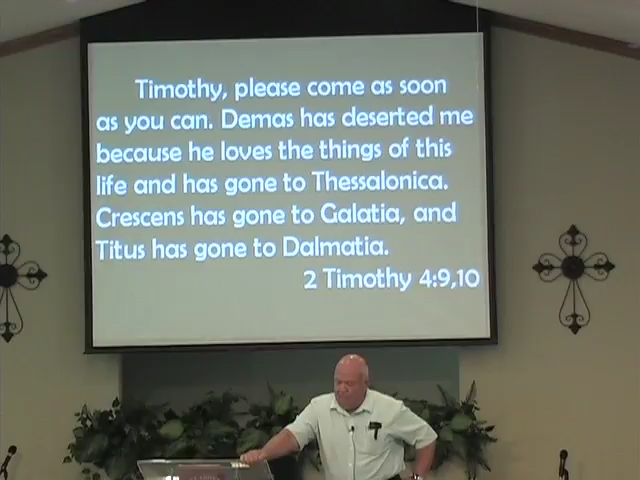 Timothy, please come as soon
as you can. Demas has deserted me
because he loves the things of this
life and has gone to Thessalonica.
Crescens has gone to Galatia, and
Titus has gone to Dalmatia.
2 Timothy 4:9,10